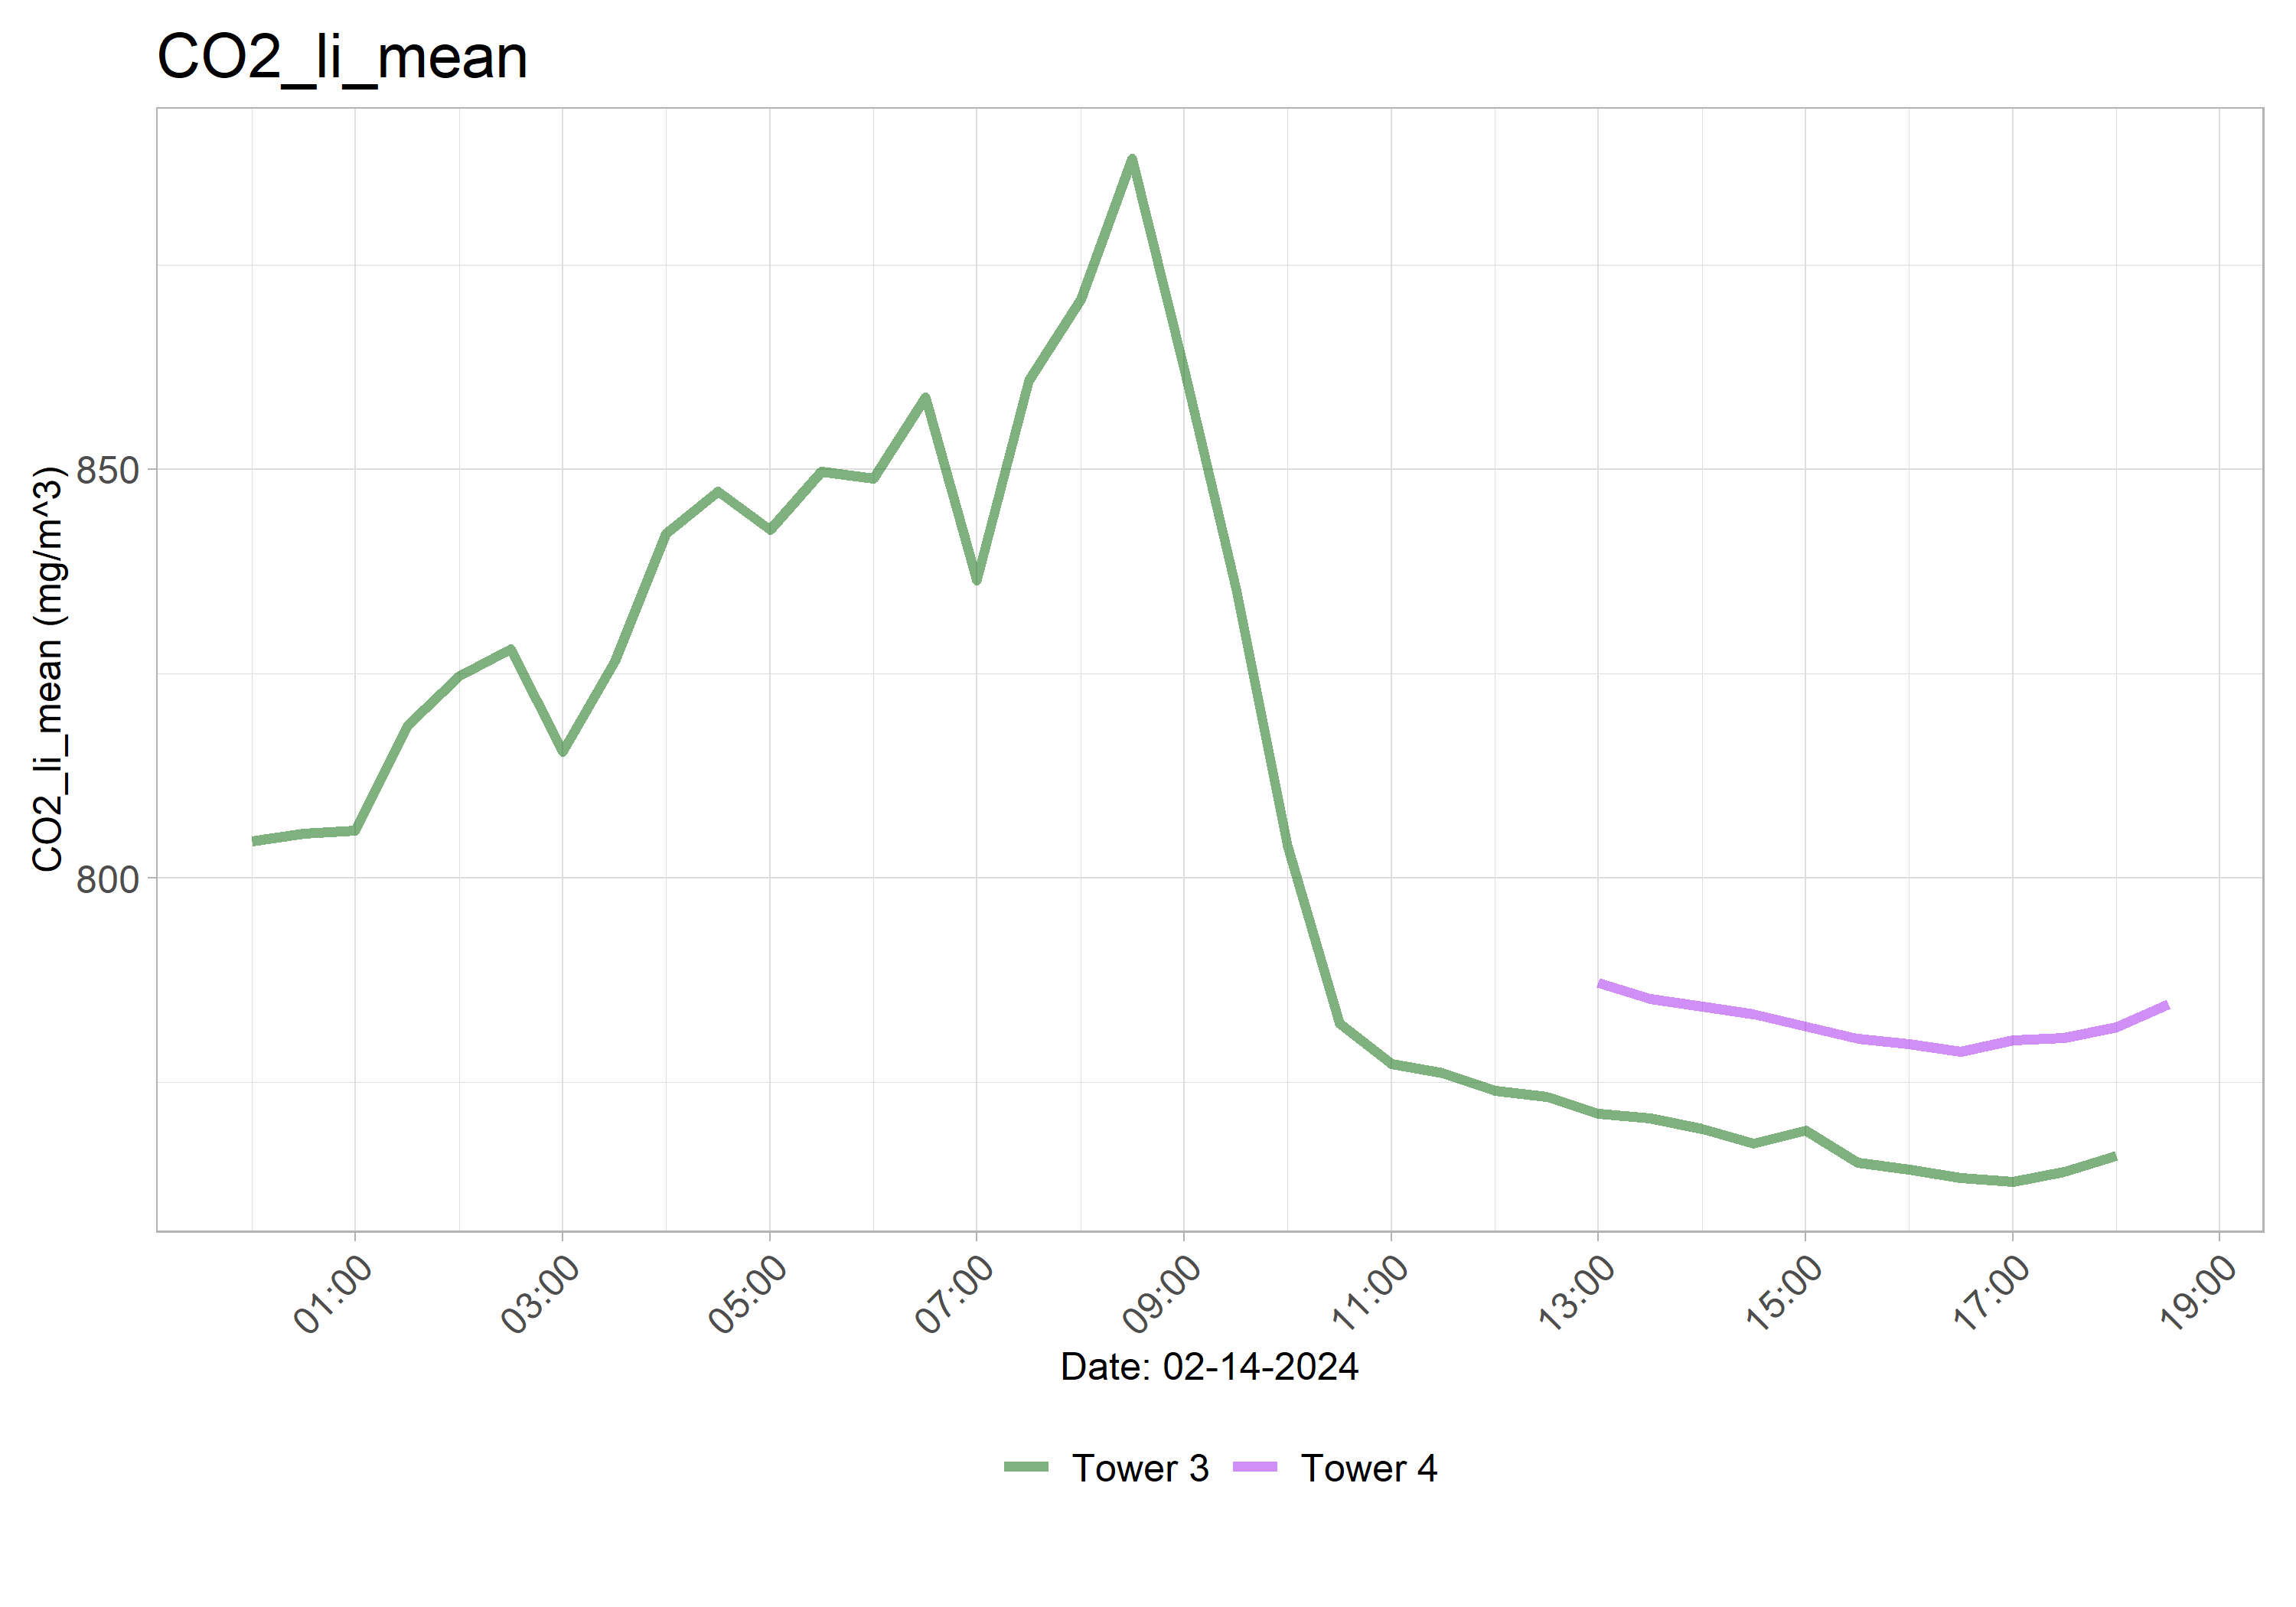 CO2_li_mean
CO2_li_mean (mg/m^3)
850
800
01:00 03:00 05:00 07:00 09:00 11:00 13:00 15:00 17:00 19:00
Date: 02-14-2024
Tower 3 Tower 4